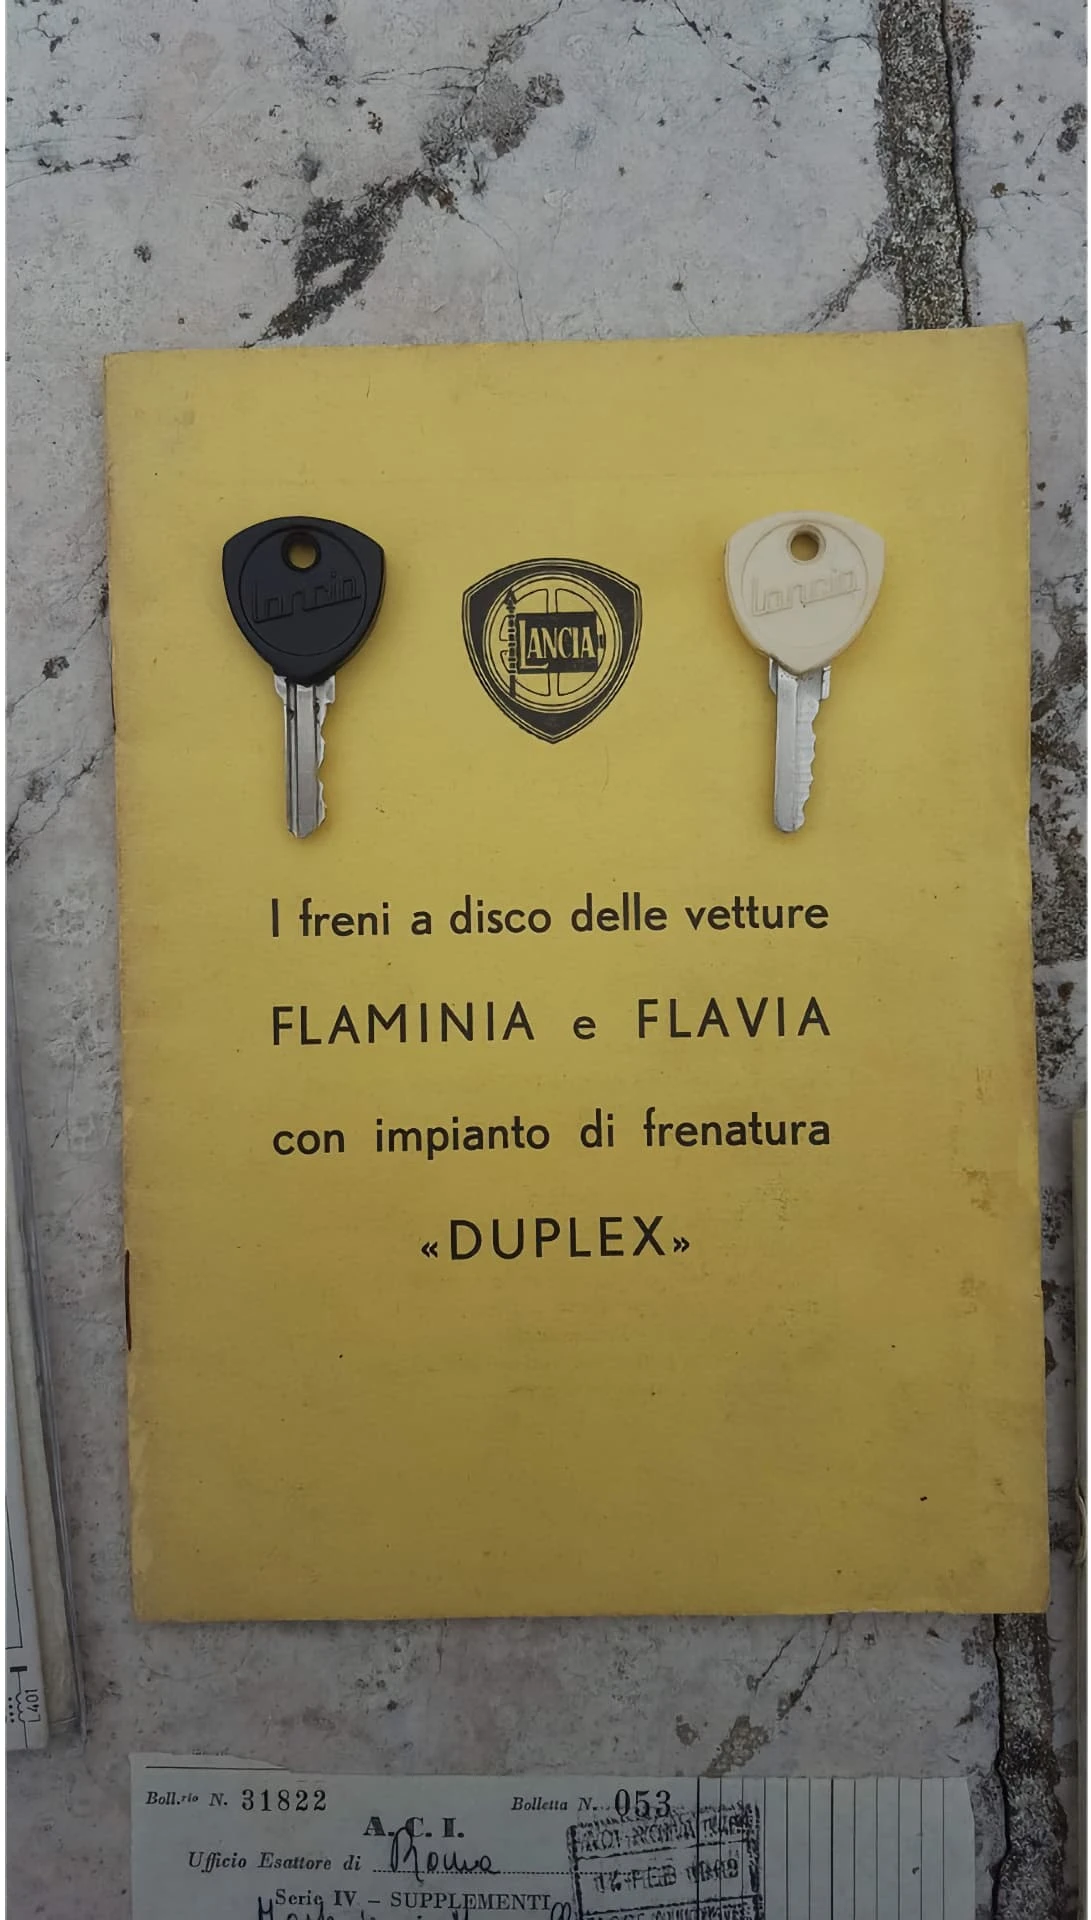 Lancia
LANCIA
Lancia
I freni a disco delle vetture
FLAMINIA e FLAVIA
con impianto di frenatura
«DUPLEX»
L401
Boll.rio N. 31822
Bolletta N. 053
A. C. I.
Ufficio Esattore di Roma
Serie IV – SUPPLEMENTI